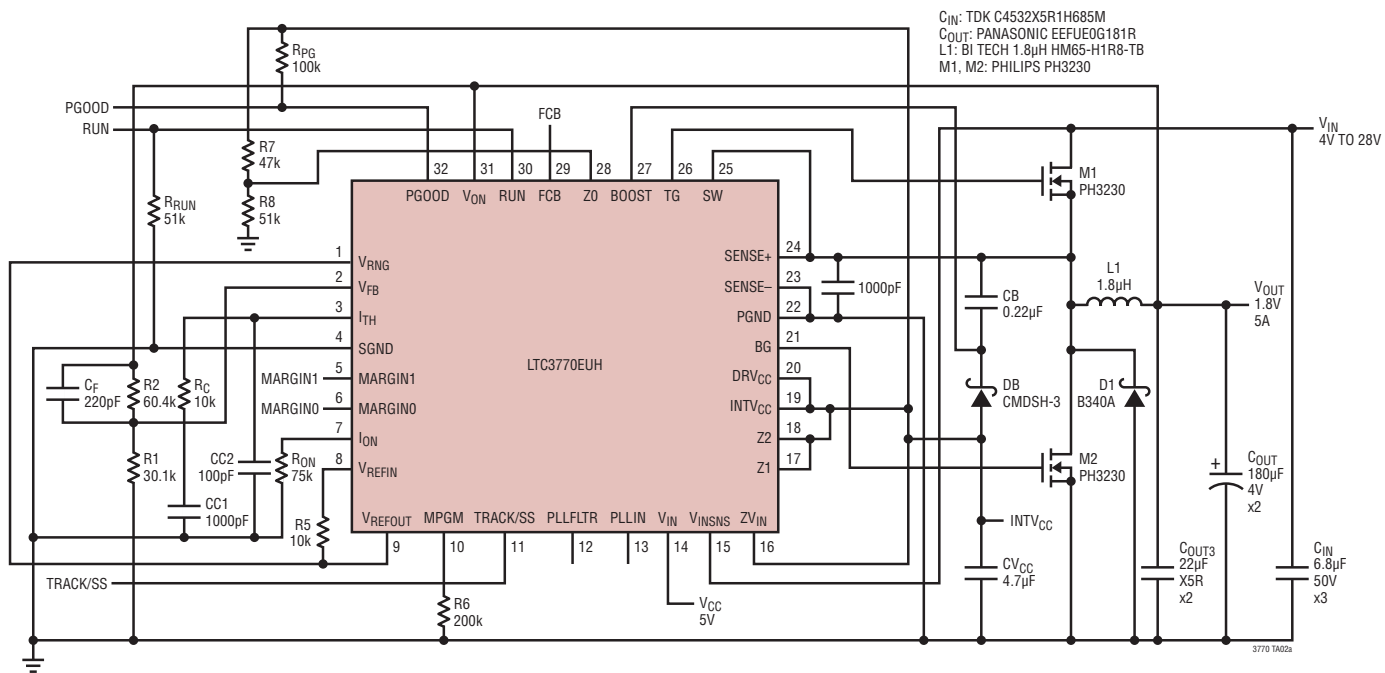 C_IN: TDK C4532X5R1H685M
C_OUT: PANASONIC EEFUE0G181R
L1: BI TECH 1.8µH HM65-H1R8-TB
M1, M2: PHILIPS PH3230
R_PG
100k
PGOOD
RUN
FCB
V_IN
4V TO 28V
R7
47k
R8
51k
R_RUN
51k
32
31
30
29
28
27
26
25
PGOOD
V_ON
RUN
FCB
Z0
BOOST
TG
SW
M1
PH3230
1
V_RNG
2
V_FB
3
I_TH
4
SGND
5
MARGIN1
MARGIN1
6
MARGIN0
MARGIN0
7
I_ON
8
V_REFIN
LTC3770EUH
SENSE+
24
SENSE–
23
PGND
22
BG
21
DRV_CC
20
INTV_CC
19
Z2
18
Z1
17
1000pF
CB
0.22µF
L1
1.8µH
V_OUT
1.8V
5A
DB
CMDSH-3
D1
B340A
M2
PH3230
C_F
220pF
R2
60.4k
R_C
10k
R1
30.1k
CC2
100pF
R_ON
75k
CC1
1000pF
R5
10k
V_REFOUT
MPGM
TRACK/SS
PLLFLTR
PLLIN
V_IN
V_INSNS
ZV_IN
9
10
11
12
13
14
15
16
TRACK/SS
R6
200k
V_CC
5V
INTV_CC
CV_CC
4.7µF
+
C_OUT
180µF
4V
x2
C_OUT3
22µF
X5R
x2
C_IN
6.8µF
50V
x3
3770 TA02a